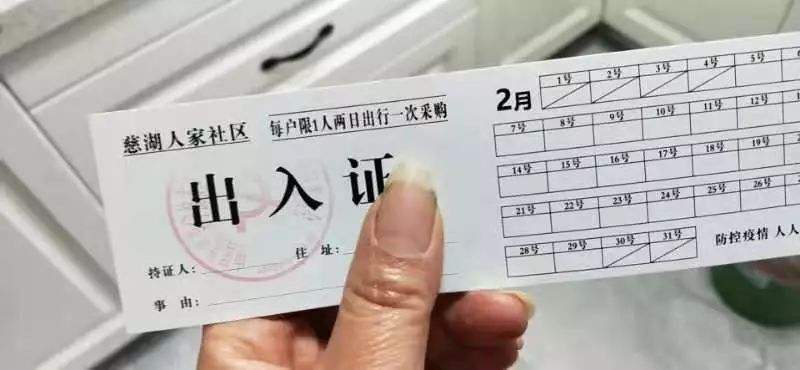 慈湖人家社区
每户限1人两日出行一次采购
出入证
持证人：
住 址：
事 由：
2月
1号 2号 3号 4号 5号
7号 8号 9号 10号 11号 12号
14号 15号 16号 17号 18号 19号
21号 22号 23号 24号 25号 26号
28号 29号 30号 31号
防控疫情 人人